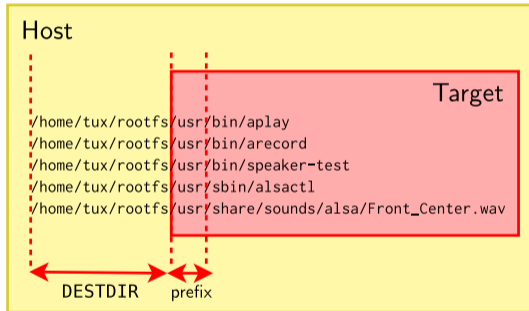 Host
Target
/home/tux/rootfs/usr/bin/aplay
/home/tux/rootfs/usr/bin/arecord
/home/tux/rootfs/usr/bin/speaker-test
/home/tux/rootfs/usr/sbin/alsactl
/home/tux/rootfs/usr/share/sounds/alsa/Front_Center.wav
DESTDIR prefix